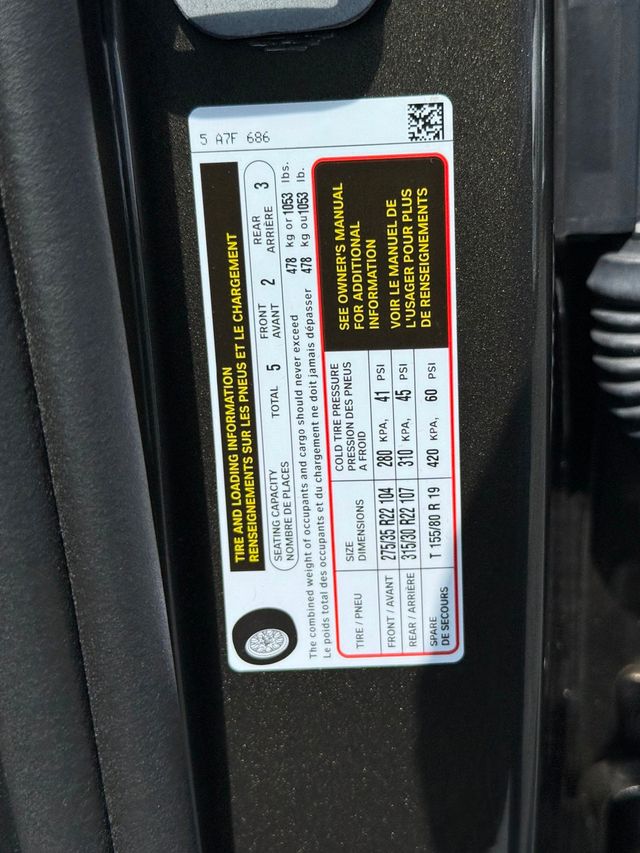 5 A7F 686
TIRE AND LOADING INFORMATION
RENSEIGNEMENTS SUR LES PNEUS ET LE CHARGEMENT
SEATING CAPACITY
NOMBRE DE PLACES
TOTAL 5
FRONT
AVANT
2
REAR
ARRIÈRE
3
The combined weight of occupants and cargo should never exceed 478 kg or 1053 lbs.
Le poids total des occupants et du chargement ne doit jamais dépasser 478 kg ou 1053 lb.
TIRE / PNEU
SIZE
DIMENSIONS
COLD TIRE PRESSURE
PRESSION DES PNEUS
A FROID
FRONT / AVANT 275/35 R22 104 280 KPA, 41 PSI
REAR / ARRIÈRE 315/30 R22 107 310 KPA, 45 PSI
SPARE
DE SECOURS
T 155/80 R 19 420 KPA, 60 PSI
SEE OWNER'S MANUAL
FOR ADDITIONAL
INFORMATION
VOIR LE MANUEL DE
L'USAGER POUR PLUS
DE RENSEIGNEMENTS